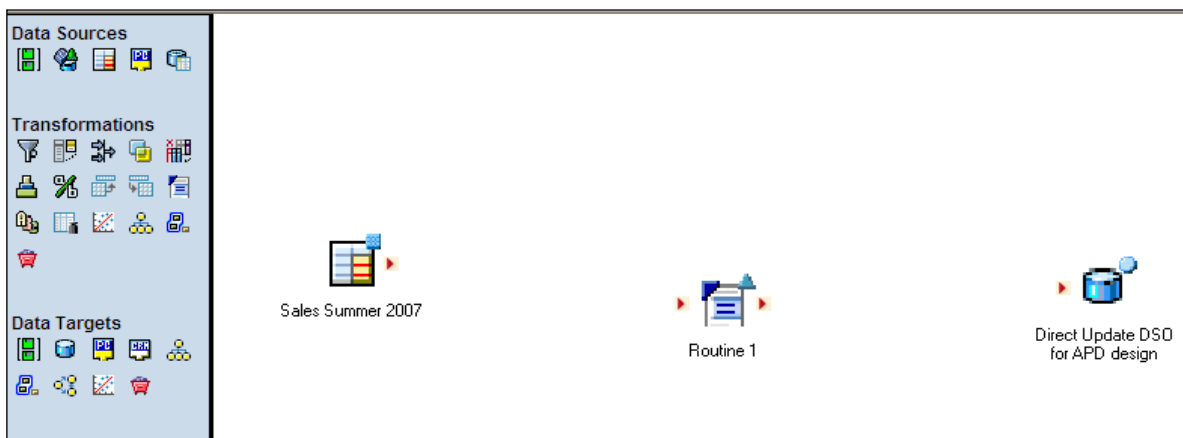 Data Sources
Transformations
Data Targets
Sales Summer 2007
Routine 1
Direct Update DSO
for APD design